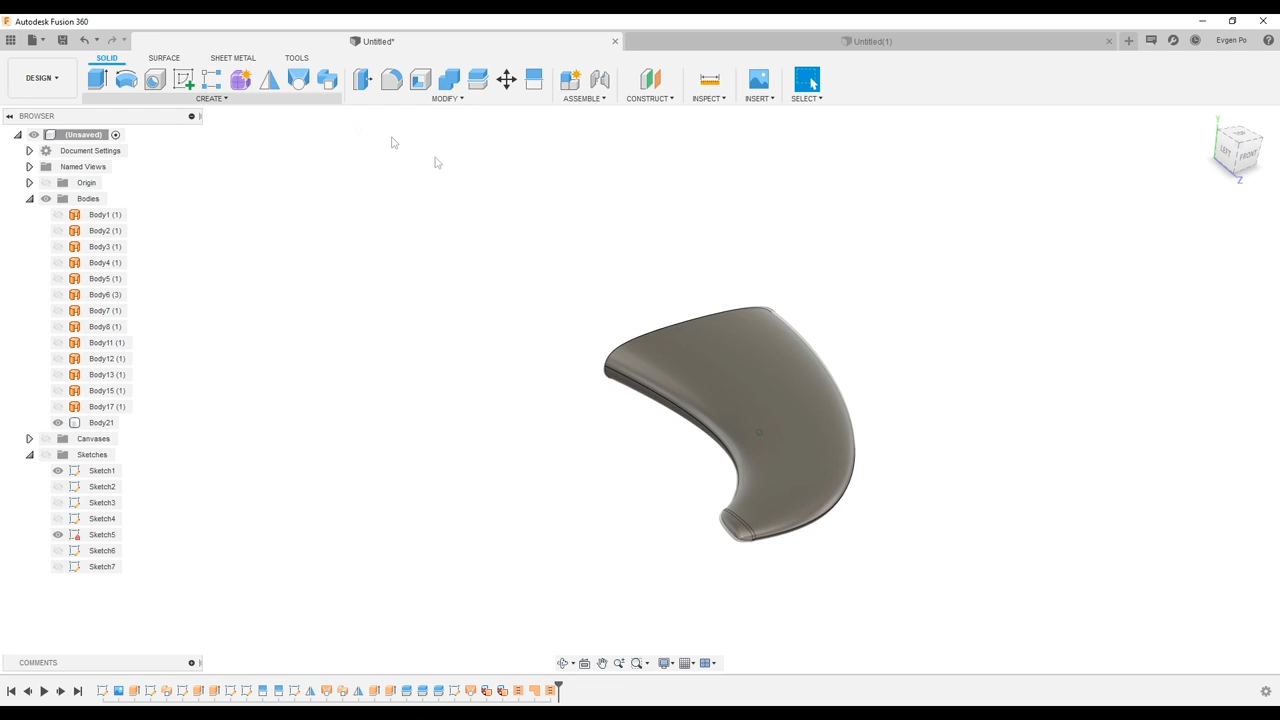 Autodesk Fusion 360
Untitled*
Untitled(1)
Evgen Po
DESIGN
SOLID
SURFACE
SHEET METAL
TOOLS
CREATE
MODIFY
ASSEMBLE
CONSTRUCT
INSPECT
INSERT
SELECT
BROWSER
(Unsaved)
Document Settings
Named Views
Origin
Bodies
Body1 (1)
Body2 (1)
Body3 (1)
Body4 (1)
Body5 (1)
Body6 (3)
Body7 (1)
Body8 (1)
Body11 (1)
Body12 (1)
Body13 (1)
Body15 (1)
Body17 (1)
Body21
Canvases
Sketches
Sketch1
Sketch2
Sketch3
Sketch4
Sketch5
Sketch6
Sketch7
Y
LEFT
FRONT
Z
COMMENTS